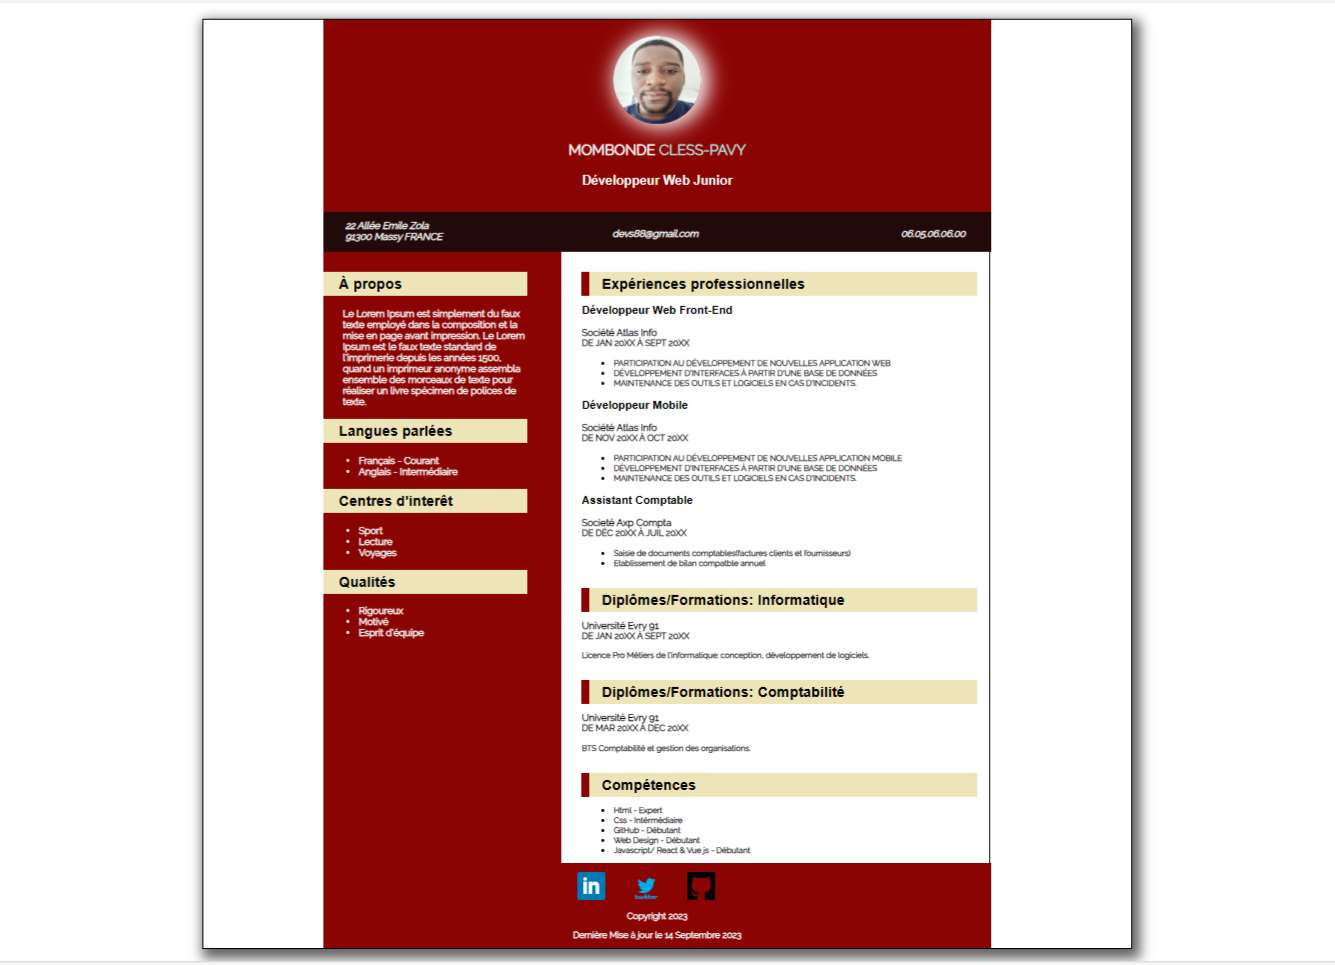 MOMBONDE CLESS-PAVY
Développeur Web Junior
22 Allée Emile Zola
91300 Massy FRANCE
devs88@gmail.com
06.05.06.06.00
À propos
Le Lorem Ipsum est simplement du faux
texte employé dans la composition et la
mise en page avant impression. Le Lorem
Ipsum est le faux texte standard de
l'imprimerie depuis les années 1500,
quand un imprimeur anonyme assembla
ensemble des morceaux de texte pour
réaliser un livre spécimen de polices de
texte.
Langues parlées
• Français - Courant
• Anglais - Intermédiaire
Centres d'interêt
• Sport
• Lecture
• Voyages
Qualités
• Rigoureux
• Motivé
• Esprit d'équipe
Expériences professionnelles
Développeur Web Front-End
Société Atlas Info
DE JAN 20XX À SEPT 20XX
• PARTICIPATION AU DÉVELOPPEMENT DE NOUVELLES APPLICATION WEB
• DÉVELOPPEMENT D'INTERFACES À PARTIR D'UNE BASE DE DONNÉES
• MAINTENANCE DES OUTILS ET LOGICIELS EN CAS D'INCIDENTS.
Développeur Mobile
Société Atlas Info
DE NOV 20XX À OCT 20XX
• PARTICIPATION AU DÉVELOPPEMENT DE NOUVELLES APPLICATION MOBILE
• DÉVELOPPEMENT D'INTERFACES À PARTIR D'UNE BASE DE DONNÉES
• MAINTENANCE DES OUTILS ET LOGICIELS EN CAS D'INCIDENTS.
Assistant Comptable
Societé Axp Compta
DE DÉC 20XX À JUIL 20XX
• Saisie de documents comptables(factures clients et fournisseurs)
• Etablissement de bilan compatble annuel
Diplômes/Formations: Informatique
Université Evry 91
DE JAN 20XX À SEPT 20XX
Licence Pro Métiers de l'informatique: conception, développement de logiciels.
Diplômes/Formations: Comptabilité
Université Evry 91
DE MAR 20XX À DEC 20XX
BTS Comptabilité et gestion des organisations.
Compétences
• Html - Expert
• Css - Intérmédiaire
• GitHub - Débutant
• Web Design - Débutant
• Javascript/ React & Vue js - Débutant
in
twitter
Copyright 2023
Dernière Mise à jour le 14 Septembre 2023